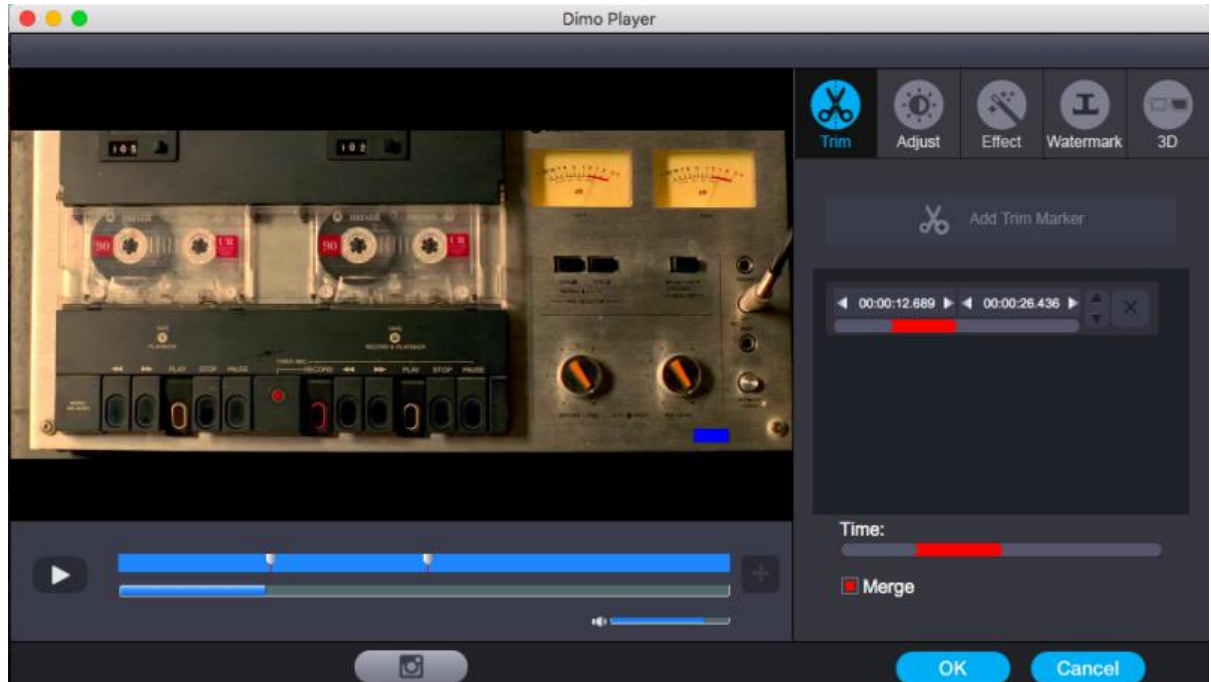 Dimo Player
Trim
Adjust
Effect
Watermark
3D
Add Trim Marker
00:00:12.689
00:00:26.436
Time:
Merge
OK
Cancel
102
90
UR
90
UR
PLAY STOP PAUSE
RECORD
PLAY STOP PAUSE